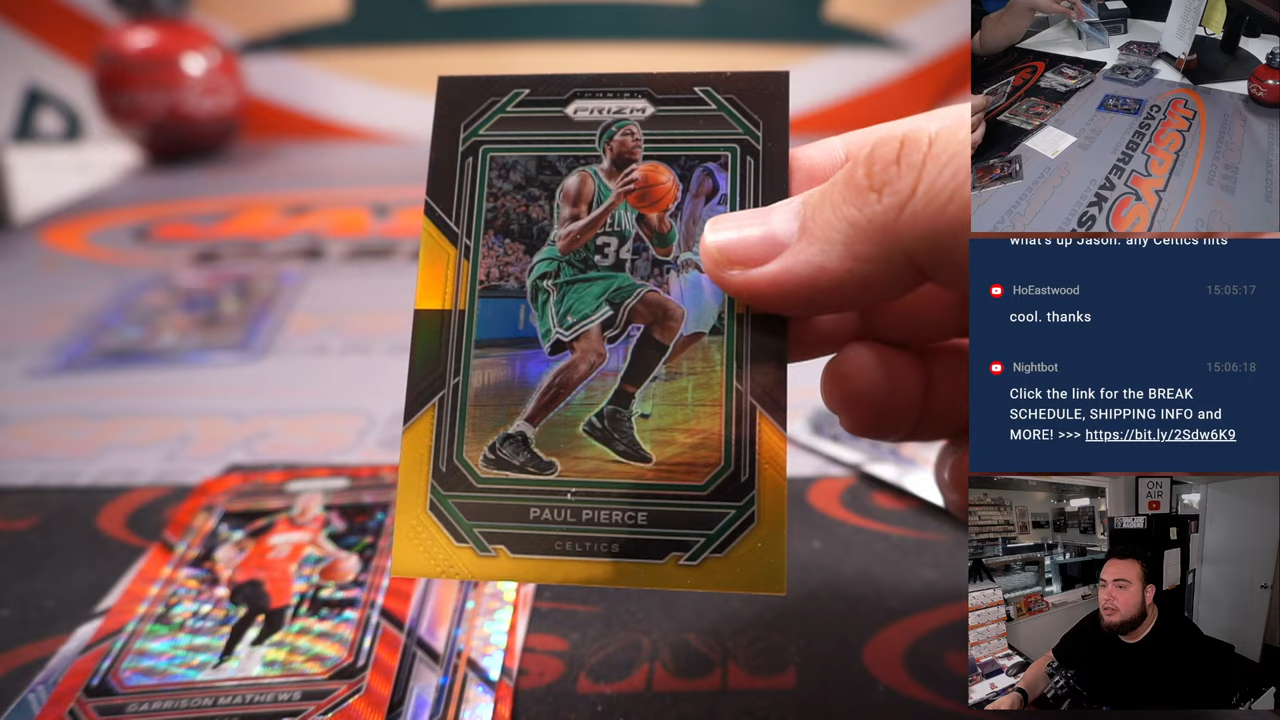 PANINI
PRIZM
CELTICS
34
PAUL PIERCE
CELTICS
GARRISON MATHEWS
JASPY'S
CASEBREAKS
what's up Jason. any Celtics hits
HoEastwood 15:05:17
cool. thanks
Nightbot 15:06:18
Click the link for the BREAK
SCHEDULE, SHIPPING INFO and
MORE! >>> https://bit.ly/2Sdw6K9
ON
AIR